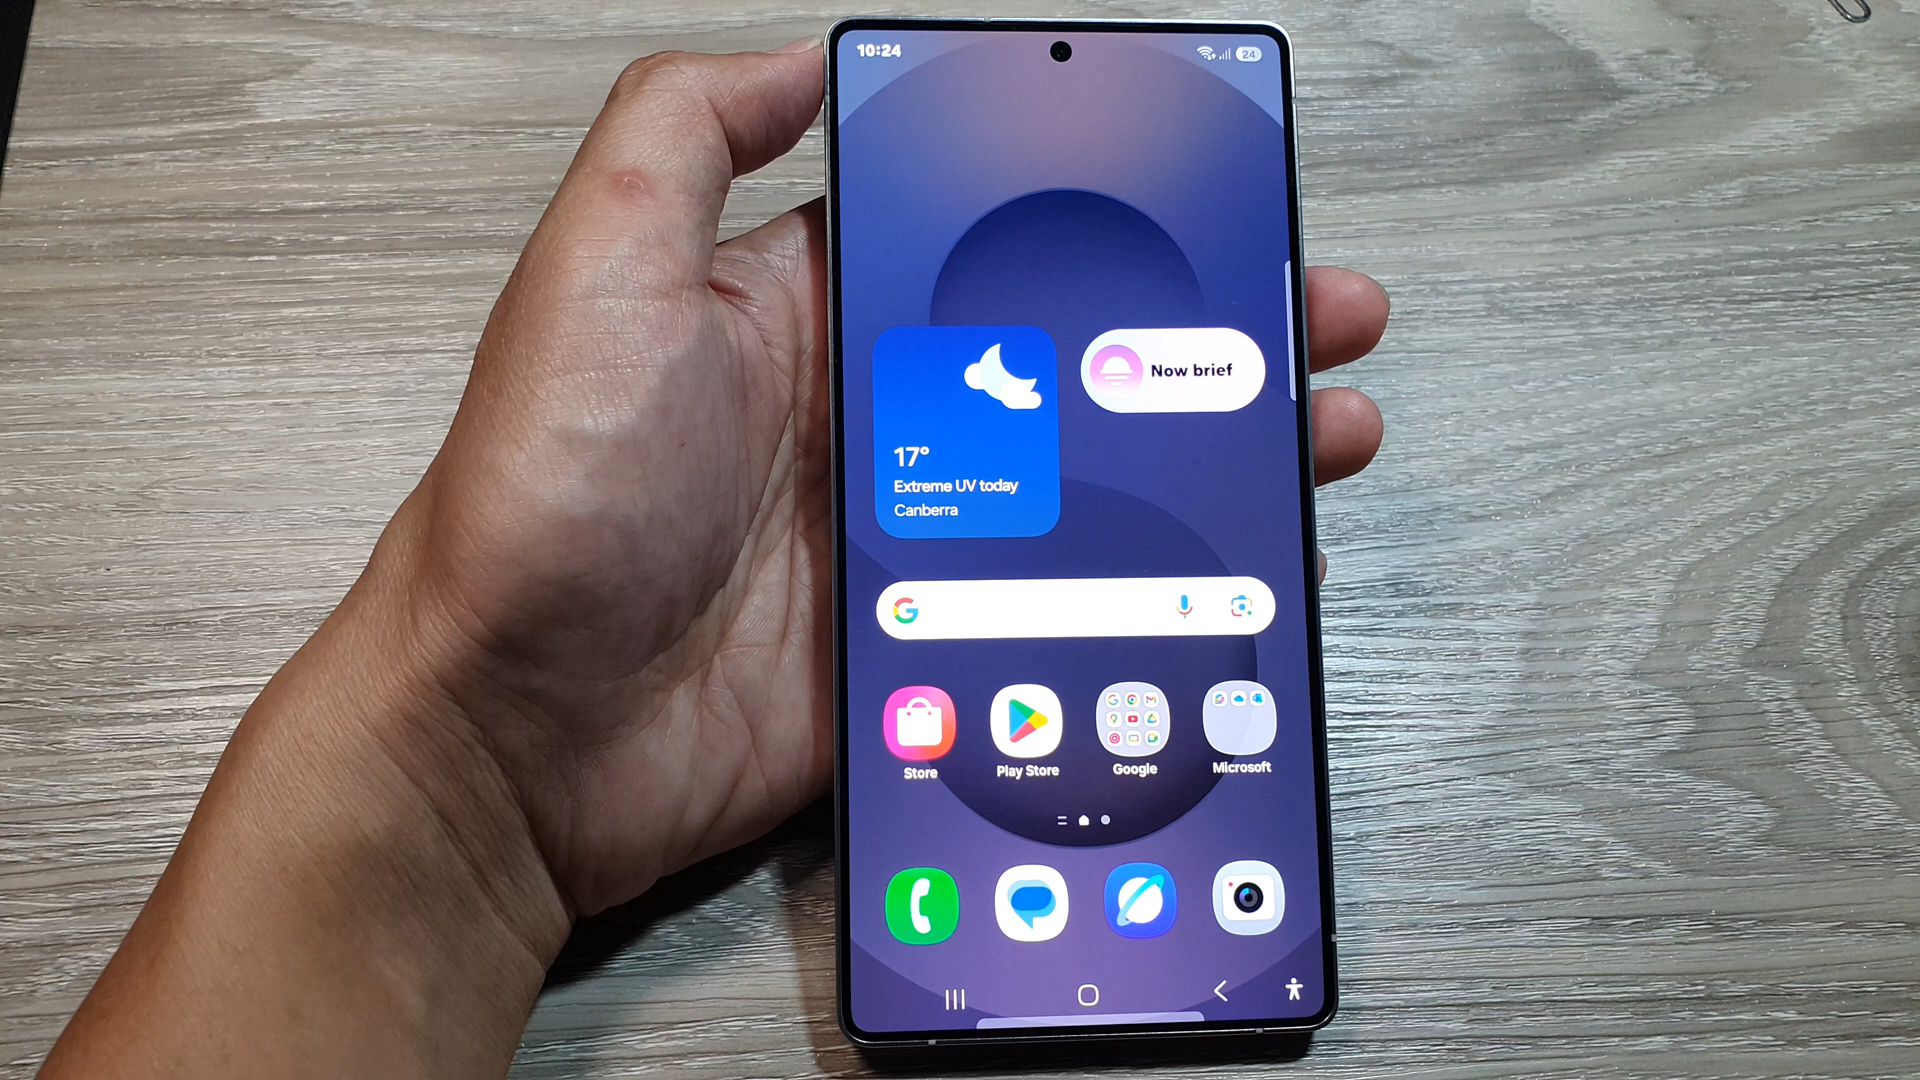 10:24
24
Now brief
17°
Extreme UV today
Canberra
Store
Play Store
Google
Microsoft